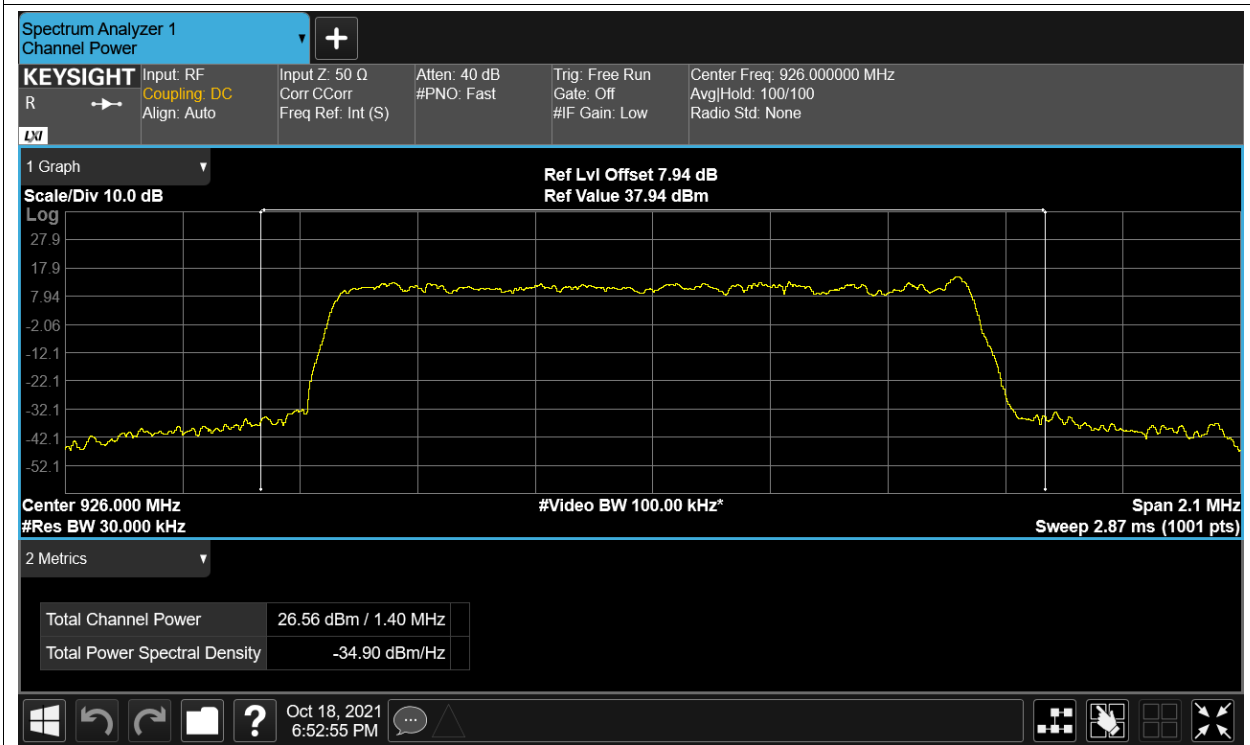 Spectrum Analyzer 1
Channel Power
KEYSIGHT
R
LXI
Input: RF
Coupling: DC
Align: Auto
Input Z: 50 Ω
Corr CCorr
Freq Ref: Int (S)
Atten: 40 dB
#PNO: Fast
Trig: Free Run
Gate: Off
#IF Gain: Low
Center Freq: 926.000000 MHz
Avg|Hold: 100/100
Radio Std: None
1 Graph
Scale/Div 10.0 dB
Ref Lvl Offset 7.94 dB
Ref Value 37.94 dBm
Log
27.9
17.9
7.94
-2.06
-12.1
-22.1
-32.1
-42.1
-52.1
Center 926.000 MHz
#Video BW 100.00 kHz*
Span 2.1 MHz
#Res BW 30.000 kHz
Sweep 2.87 ms (1001 pts)
2 Metrics
Total Channel Power 26.56 dBm / 1.40 MHz
Total Power Spectral Density -34.90 dBm/Hz
?
Oct 18, 2021
6:52:55 PM